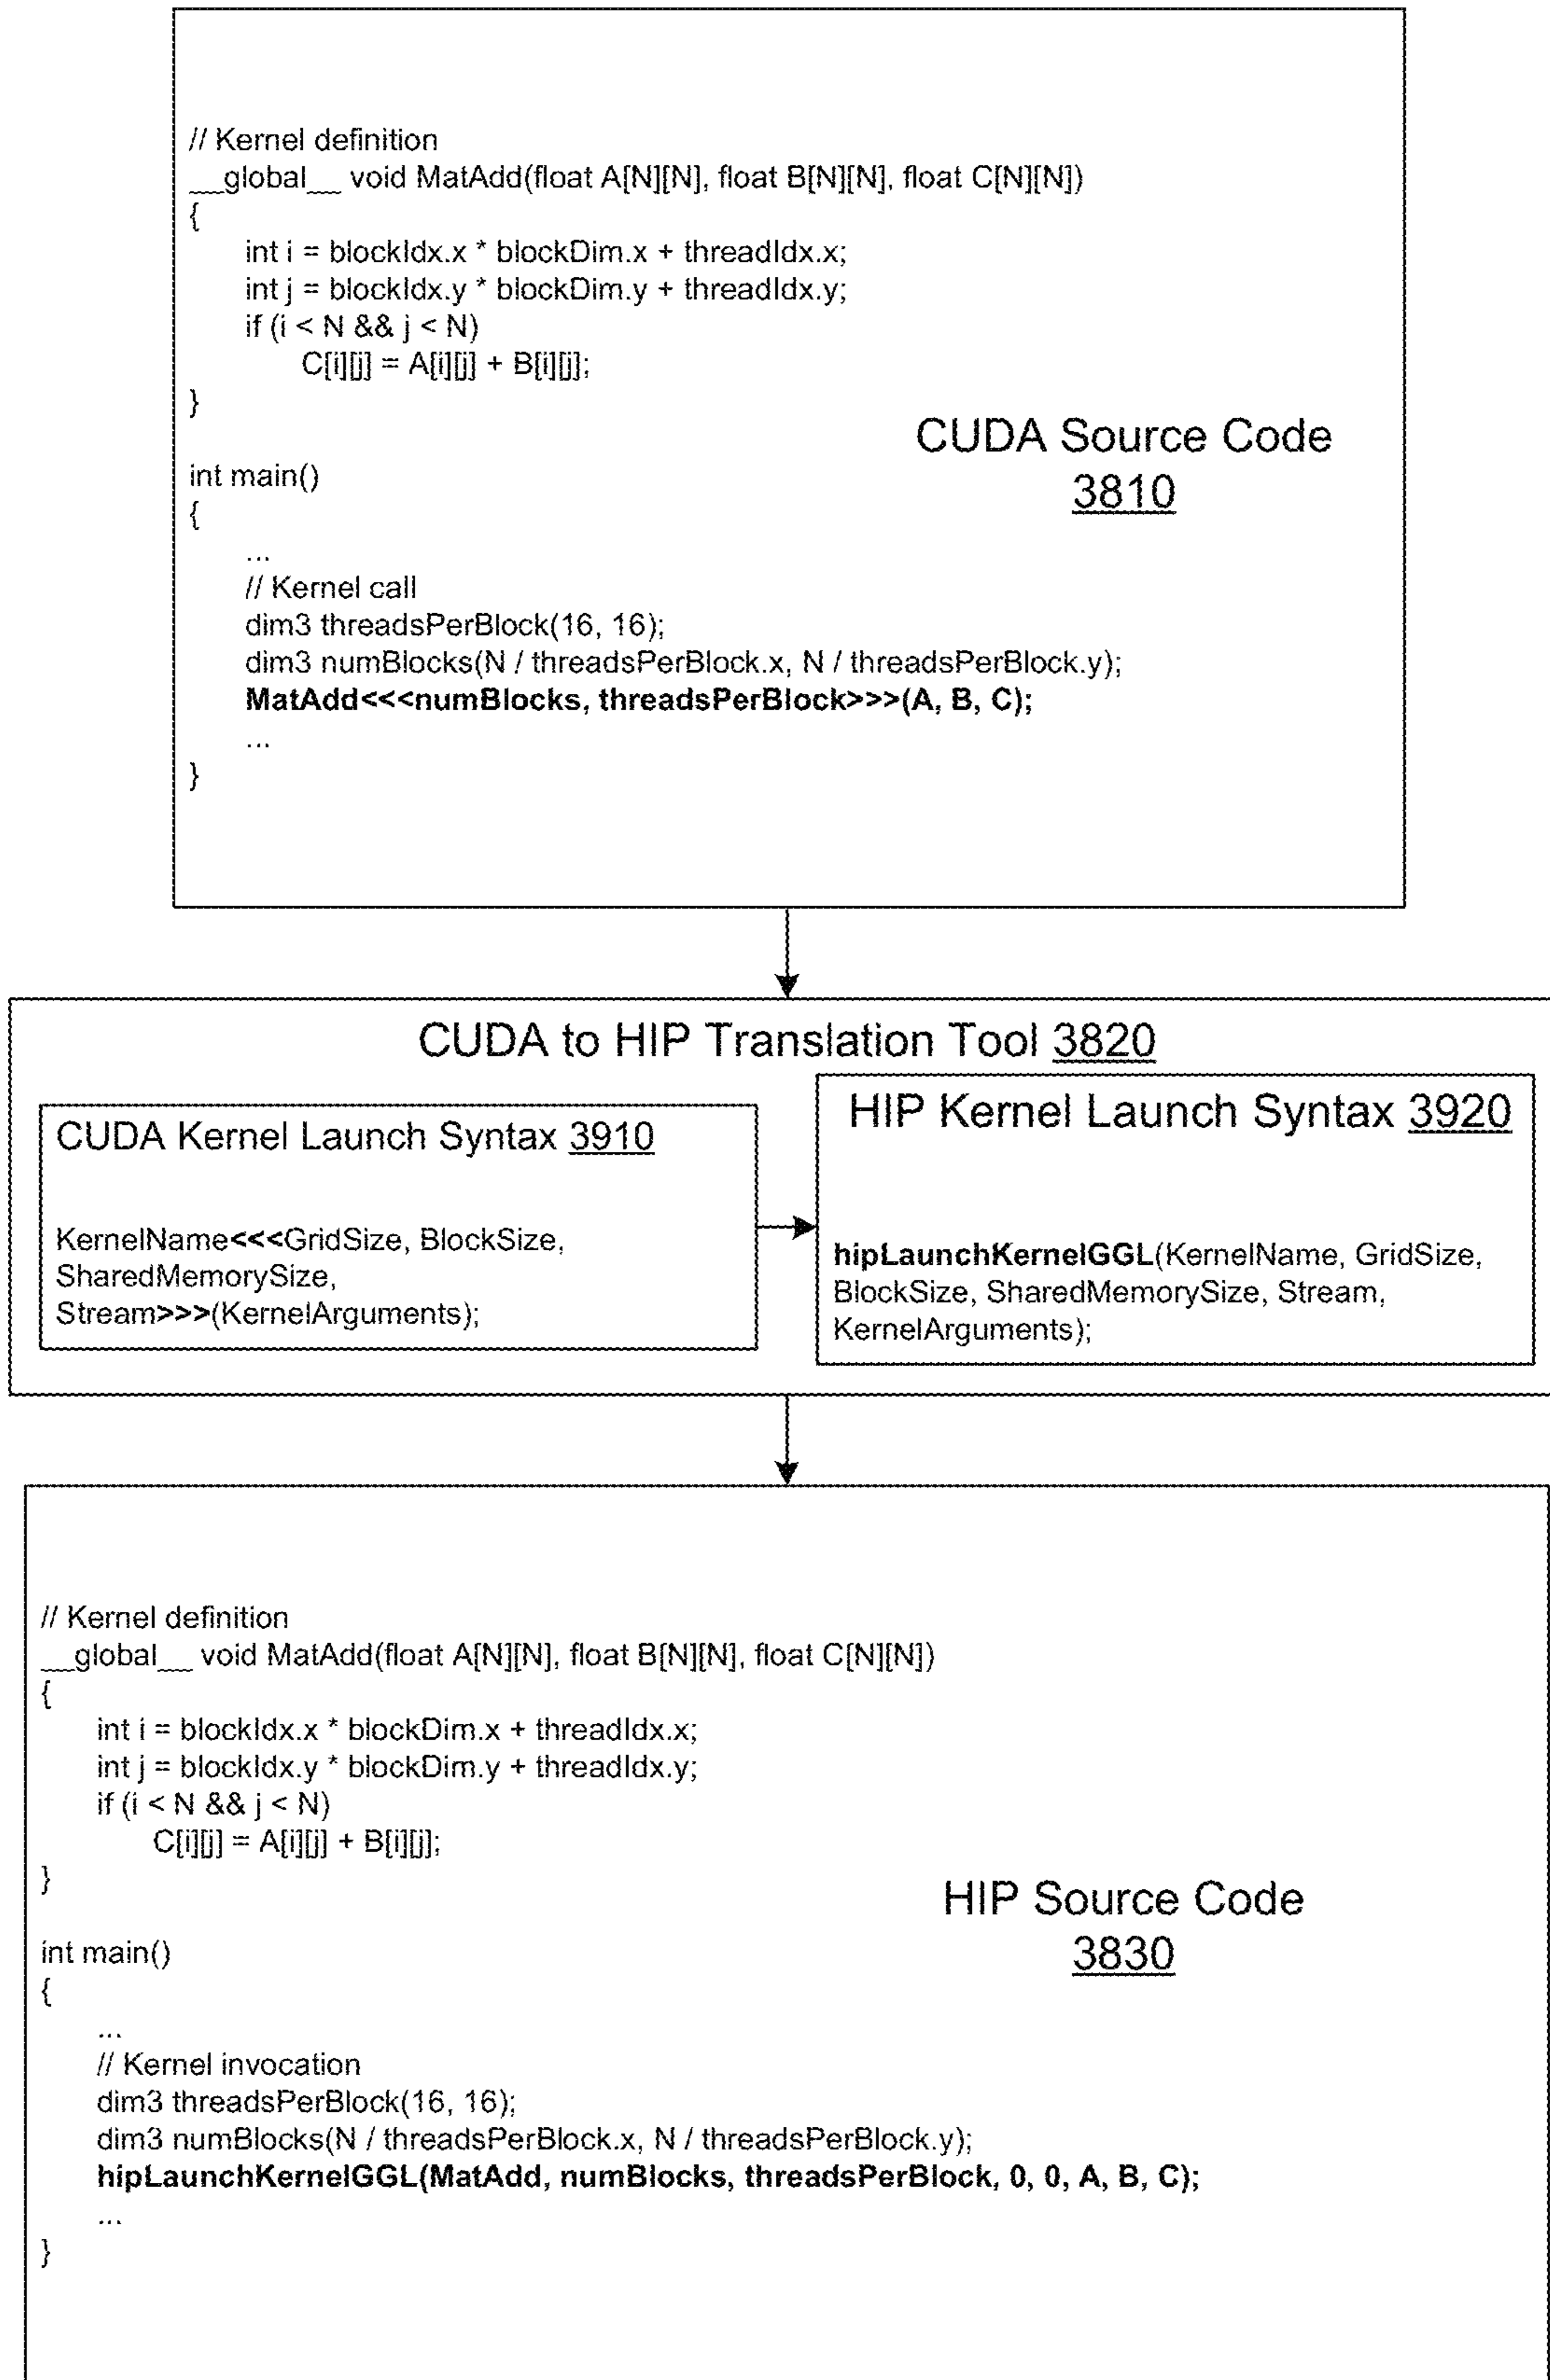 // Kernel definition
__global__ void MatAdd(float A[N][N], float B[N][N], float C[N][N])
{
int i = blockIdx.x * blockDim.x + threadIdx.x;
int j = blockIdx.y * blockDim.y + threadIdx.y;
if (i < N && j < N)
C[i][j] = A[i][j] + B[i][j];
}
CUDA Source Code
3810
int main()
{
...
// Kernel call
dim3 threadsPerBlock(16, 16);
dim3 numBlocks(N / threadsPerBlock.x, N / threadsPerBlock.y);
MatAdd<<<numBlocks, threadsPerBlock>>>(A, B, C);
...
}
CUDA to HIP Translation Tool 3820
CUDA Kernel Launch Syntax 3910
KernelName<<<GridSize, BlockSize,
SharedMemorySize,
Stream>>>(KernelArguments);
HIP Kernel Launch Syntax 3920
hipLaunchKernelGGL(KernelName, GridSize,
BlockSize, SharedMemorySize, Stream,
KernelArguments);
// Kernel definition
__global__ void MatAdd(float A[N][N], float B[N][N], float C[N][N])
{
int i = blockIdx.x * blockDim.x + threadIdx.x;
int j = blockIdx.y * blockDim.y + threadIdx.y;
if (i < N && j < N)
C[i][j] = A[i][j] + B[i][j];
}
HIP Source Code
3830
int main()
{
...
// Kernel invocation
dim3 threadsPerBlock(16, 16);
dim3 numBlocks(N / threadsPerBlock.x, N / threadsPerBlock.y);
hipLaunchKernelGGL(MatAdd, numBlocks, threadsPerBlock, 0, 0, A, B, C);
...
}